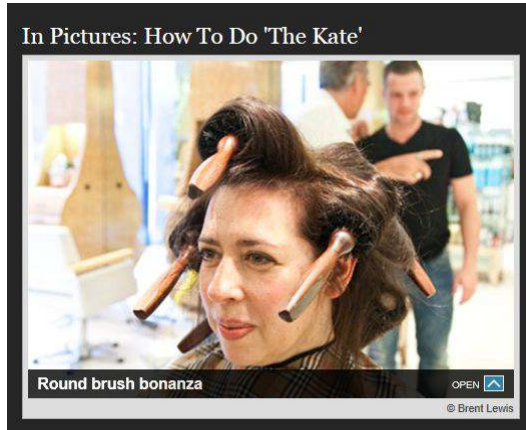 In Pictures: How To Do 'The Kate'
Round brush bonanza
OPEN
© Brent Lewis